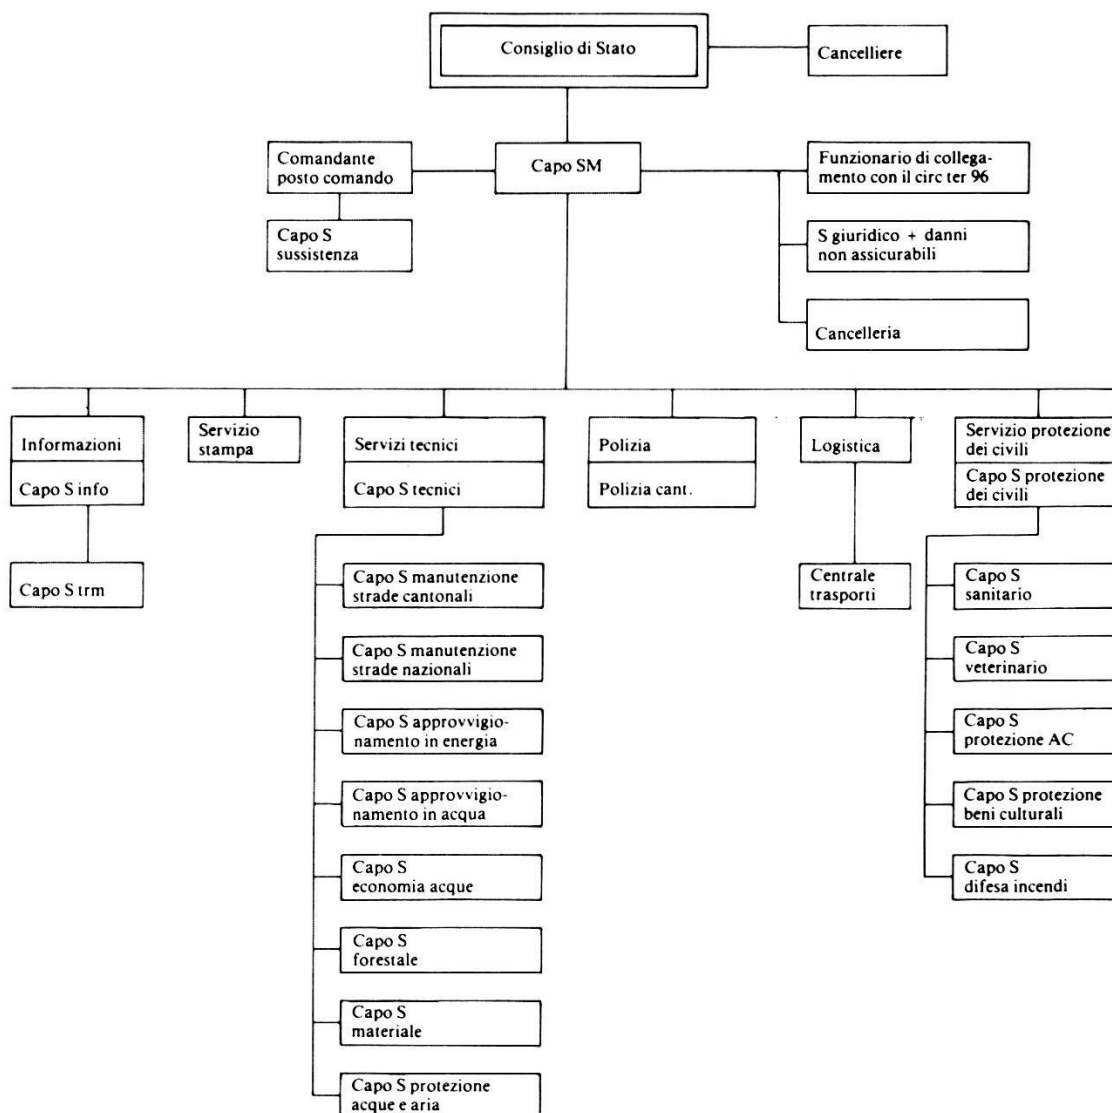 Consiglio di Stato
Cancelliere
Comandante
posto comando
Capo SM
Funzionario di collega-
mento con il circ ter 96
Capo S
sussistenza
S giuridico + danni
non assicurabili
Cancelleria
Informazioni
Capo S info
Capo S trm
Servizio
stampa
Servizi tecnici
Capo S tecnici
Capo S manutenzione
strade cantonali
Capo S manutenzione
strade nazionali
Capo S approvvigio-
namento in energia
Capo S approvvigio-
namento in acqua
Capo S
economia acque
Capo S
forestale
Capo S
materiale
Capo S protezione
acque e aria
Polizia
Polizia cant.
Logistica
Centrale
trasporti
Servizio protezione
dei civili
Capo S protezione
dei civili
Capo S
sanitario
Capo S
veterinario
Capo S
protezione AC
Capo S protezione
beni culturali
Capo S
difesa incendi